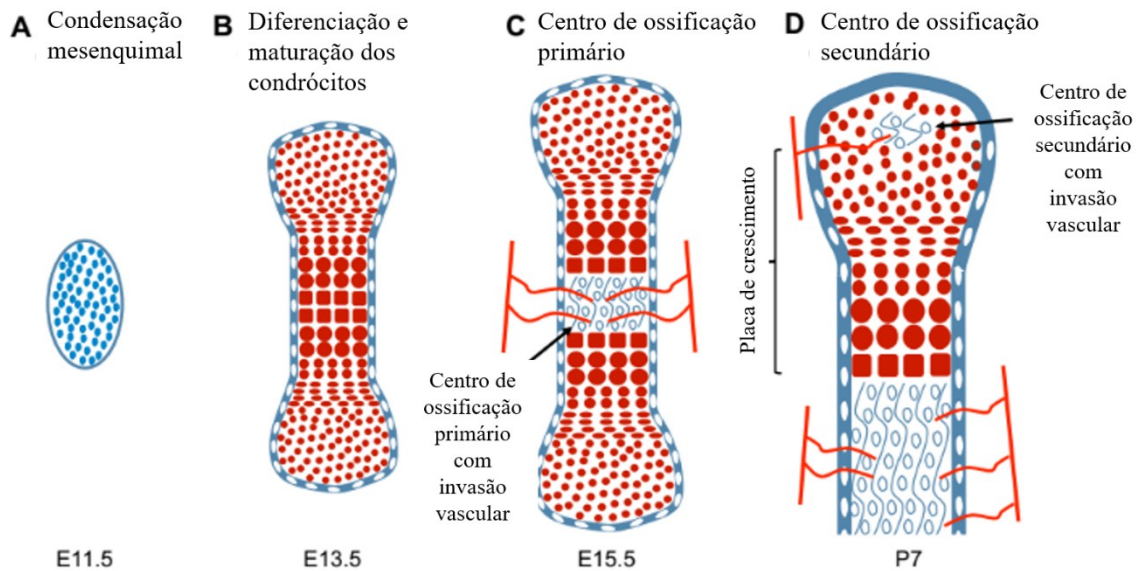 A Condensação
mesenquimal
B Diferenciação e
maturação dos
condrócitos
C Centro de ossificação
primário
D Centro de ossificação
secundário
Centro de
ossificação
secundário
com
invasão
vascular
Placa de crescimento
Centro de
ossificação
primário
com
invasão
vascular
E11.5
E13.5
E15.5
P7